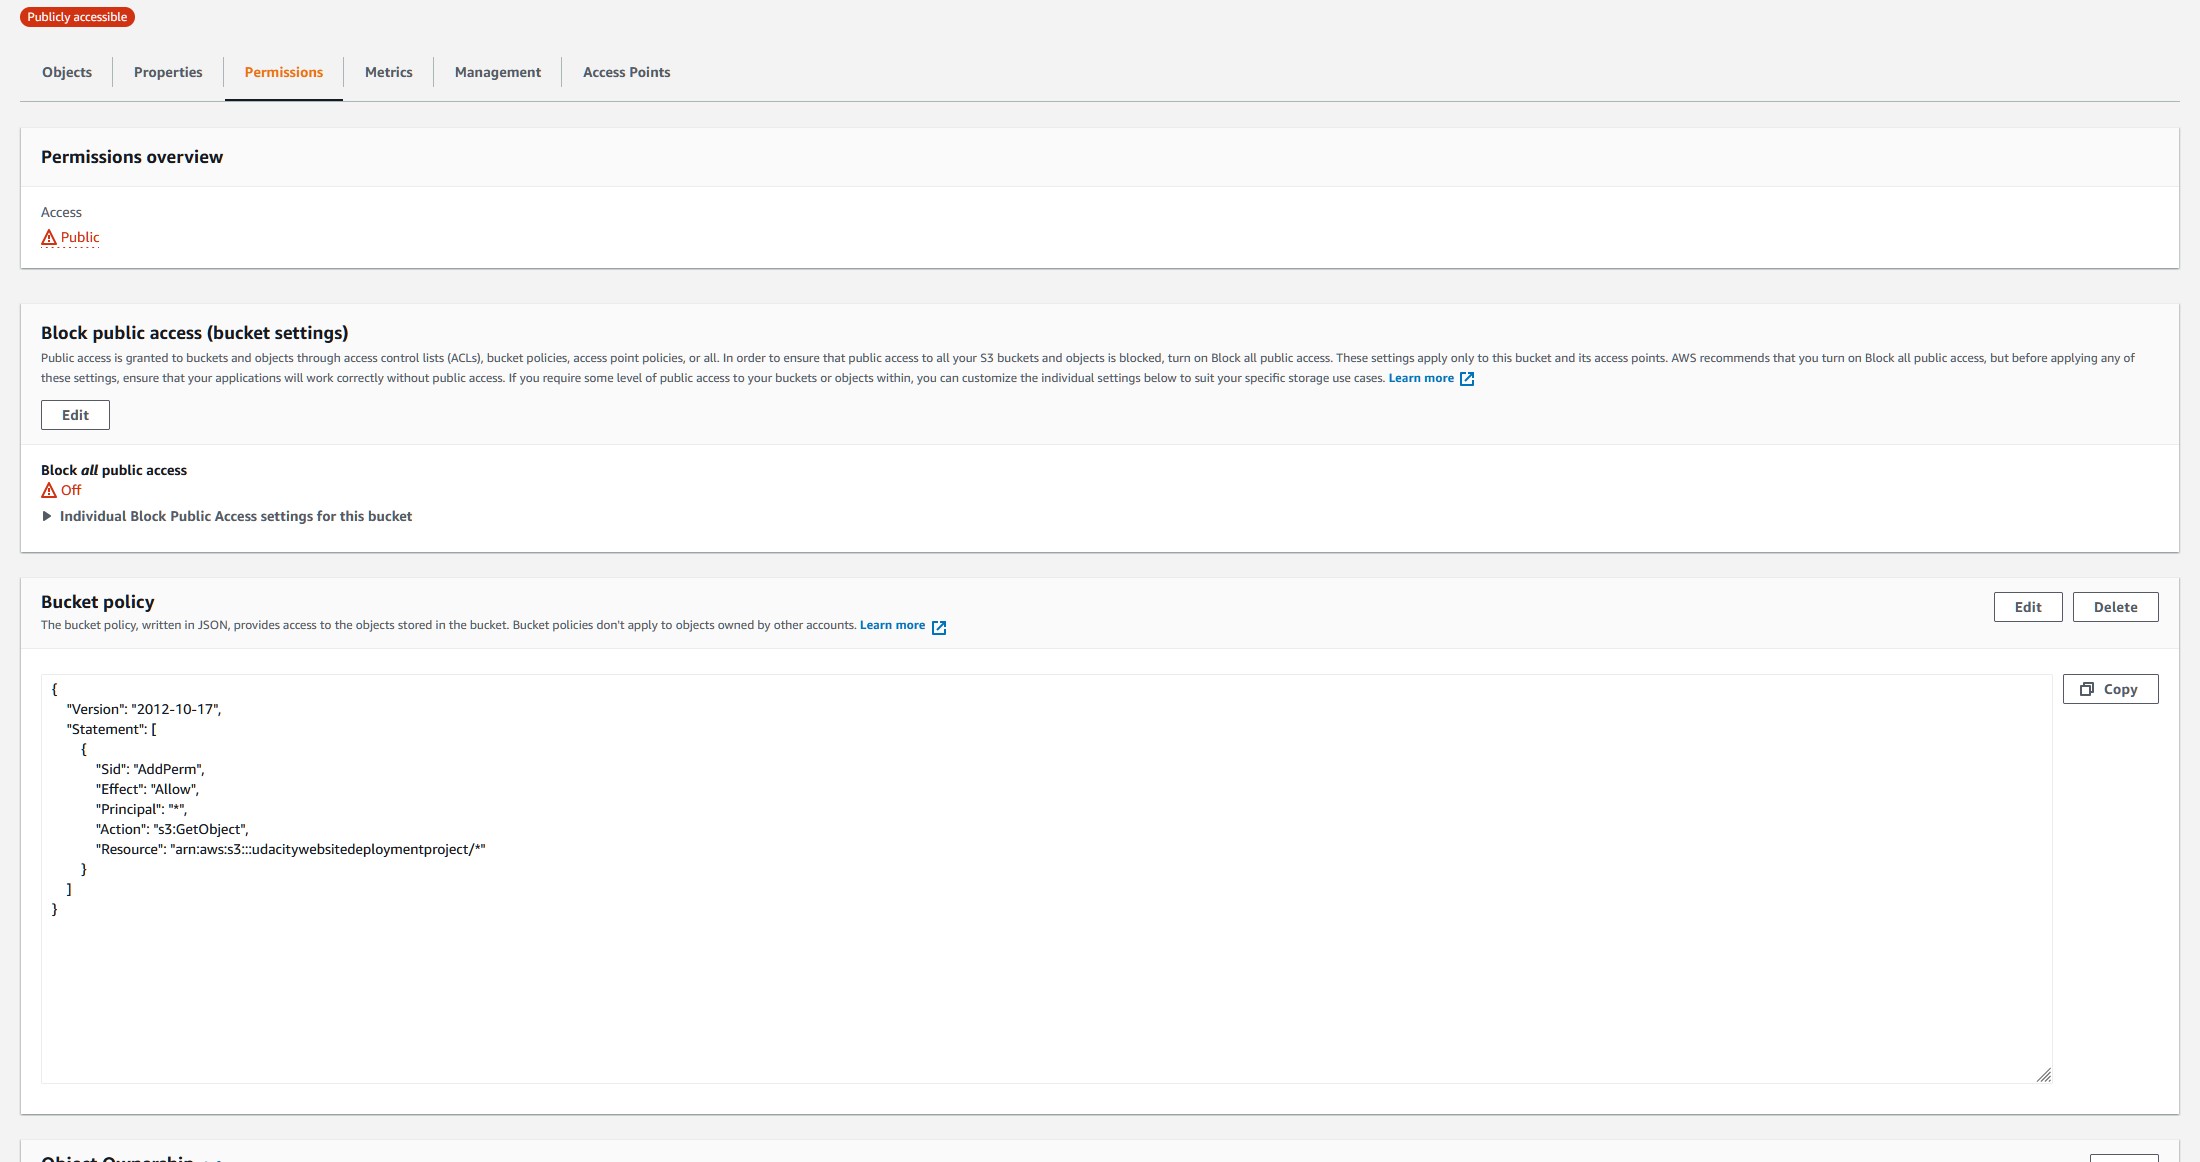 Publicly accessible
Objects
Properties
Permissions
Metrics
Management
Access Points
Permissions overview
Access
Public
Block public access (bucket settings)
Public access is granted to buckets and objects through access control lists (ACLs), bucket policies, access point policies, or all. In order to ensure that public access to all your S3 buckets and objects is blocked, turn on Block all public access. These settings apply only to this bucket and its access points. AWS recommends that you turn on Block all public access, but before applying any of
these settings, ensure that your applications will work correctly without public access. If you require some level of public access to your buckets or objects within, you can customize the individual settings below to suit your specific storage use cases. Learn more
Edit
Block all public access
Off
Individual Block Public Access settings for this bucket
Bucket policy
The bucket policy, written in JSON, provides access to the objects stored in the bucket. Bucket policies don't apply to objects owned by other accounts. Learn more
Edit
Delete
Copy
{
"Version": "2012-10-17",
"Statement": [
{
"Sid": "AddPerm",
"Effect": "Allow",
"Principal": "*",
"Action": "s3:GetObject",
"Resource": "arn:aws:s3:::udacitywebsitedeploymentproject/*"
}
]
}
Object Ownership